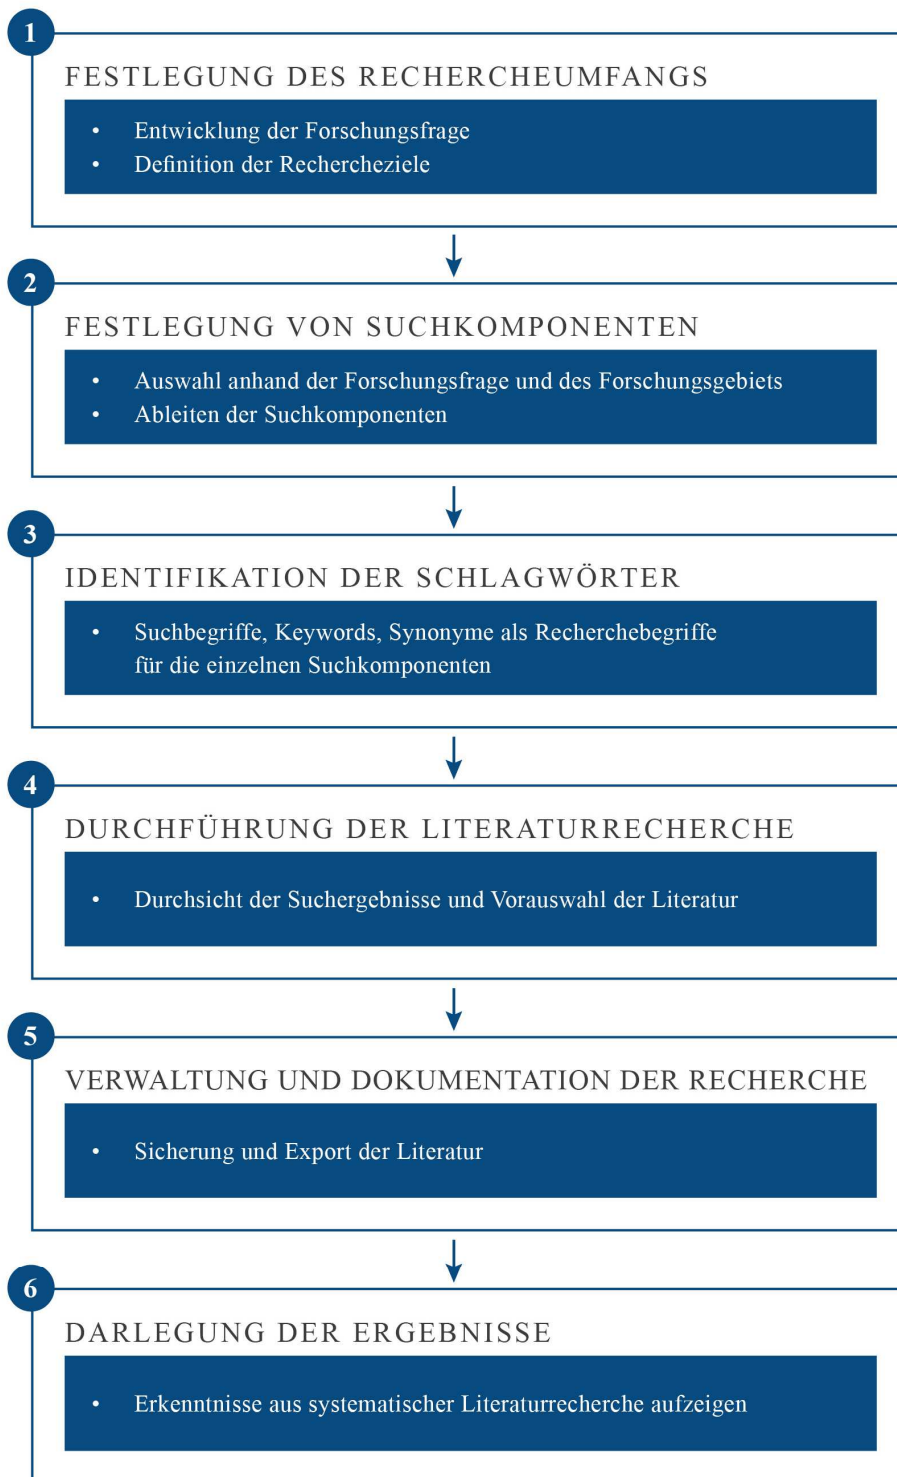 1
FESTLEGUNG DES RECHERCHEUMFANGS
• Entwicklung der Forschungsfrage
• Definition der Rechercheziele
2
FESTLEGUNG VON SUCHKOMPONENTEN
• Auswahl anhand der Forschungsfrage und des Forschungsgebiets
• Ableiten der Suchkomponenten
3
IDENTIFIKATION DER SCHLAGWÖRTER
• Suchbegriffe, Keywords, Synonyme als Recherchebegriffe
für die einzelnen Suchkomponenten
4
DURCHFÜHRUNG DER LITERATURRECHERCHE
• Durchsicht der Suchergebnisse und Vorauswahl der Literatur
5
VERWALTUNG UND DOKUMENTATION DER RECHERCHE
• Sicherung und Export der Literatur
6
DARLEGUNG DER ERGEBNISSE
• Erkenntnisse aus systematischer Literaturrecherche aufzeigen